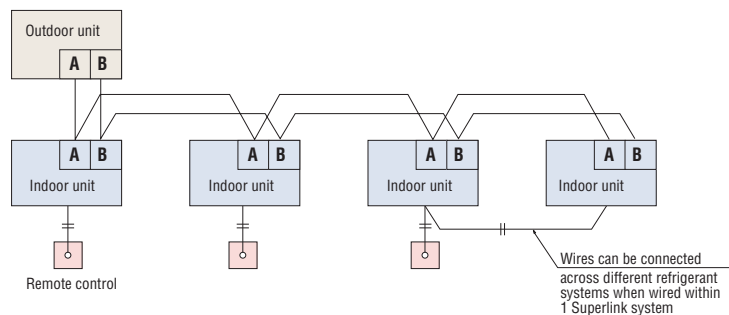 Outdoor unit
A B
A B
A B
A B
A B
Indoor unit
Indoor unit
Indoor unit
Indoor unit
Remote control
Wires can be connected
across different refrigerant
systems when wired within
1 Superlink system